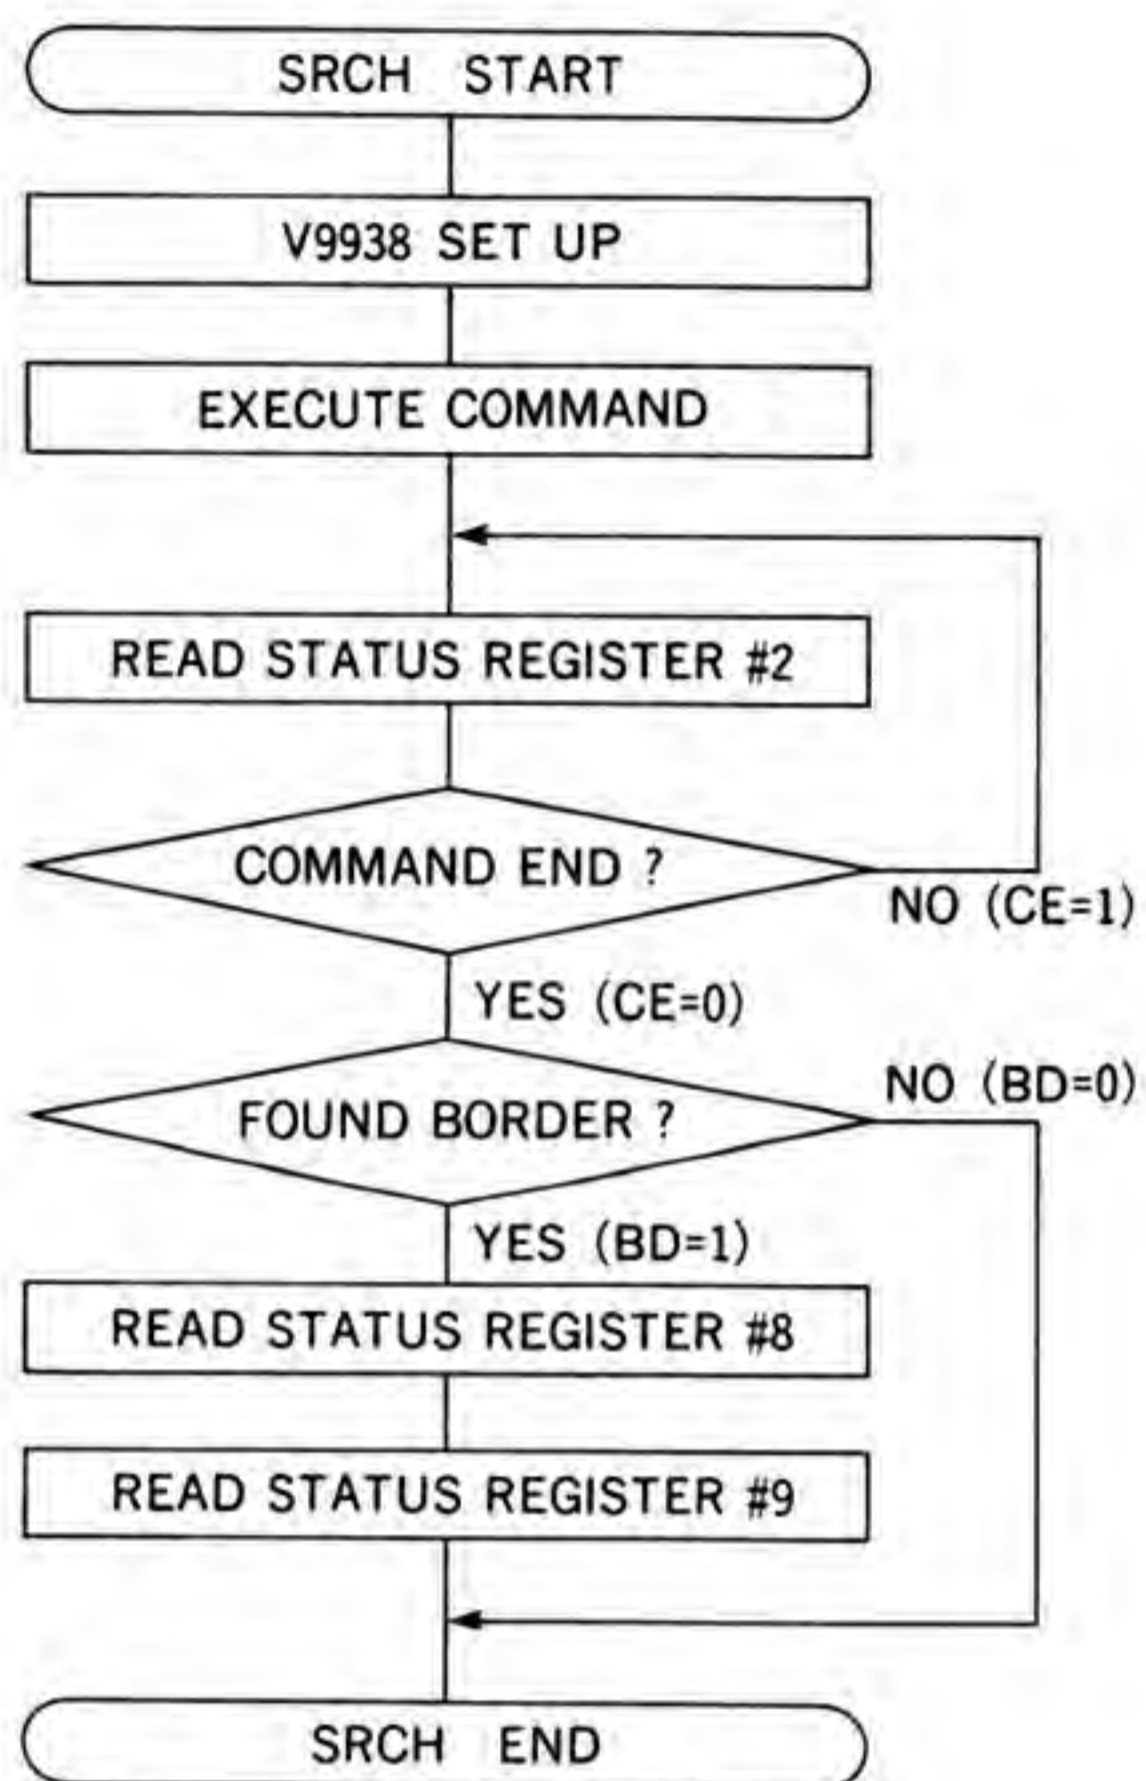 SRCH START
V9938 SET UP
EXECUTE COMMAND
READ STATUS REGISTER #2
COMMAND END ?
NO (CE=1)
YES (CE=0)
NO (BD=0)
FOUND BORDER ?
YES (BD=1)
READ STATUS REGISTER #8
READ STATUS REGISTER #9
SRCH END